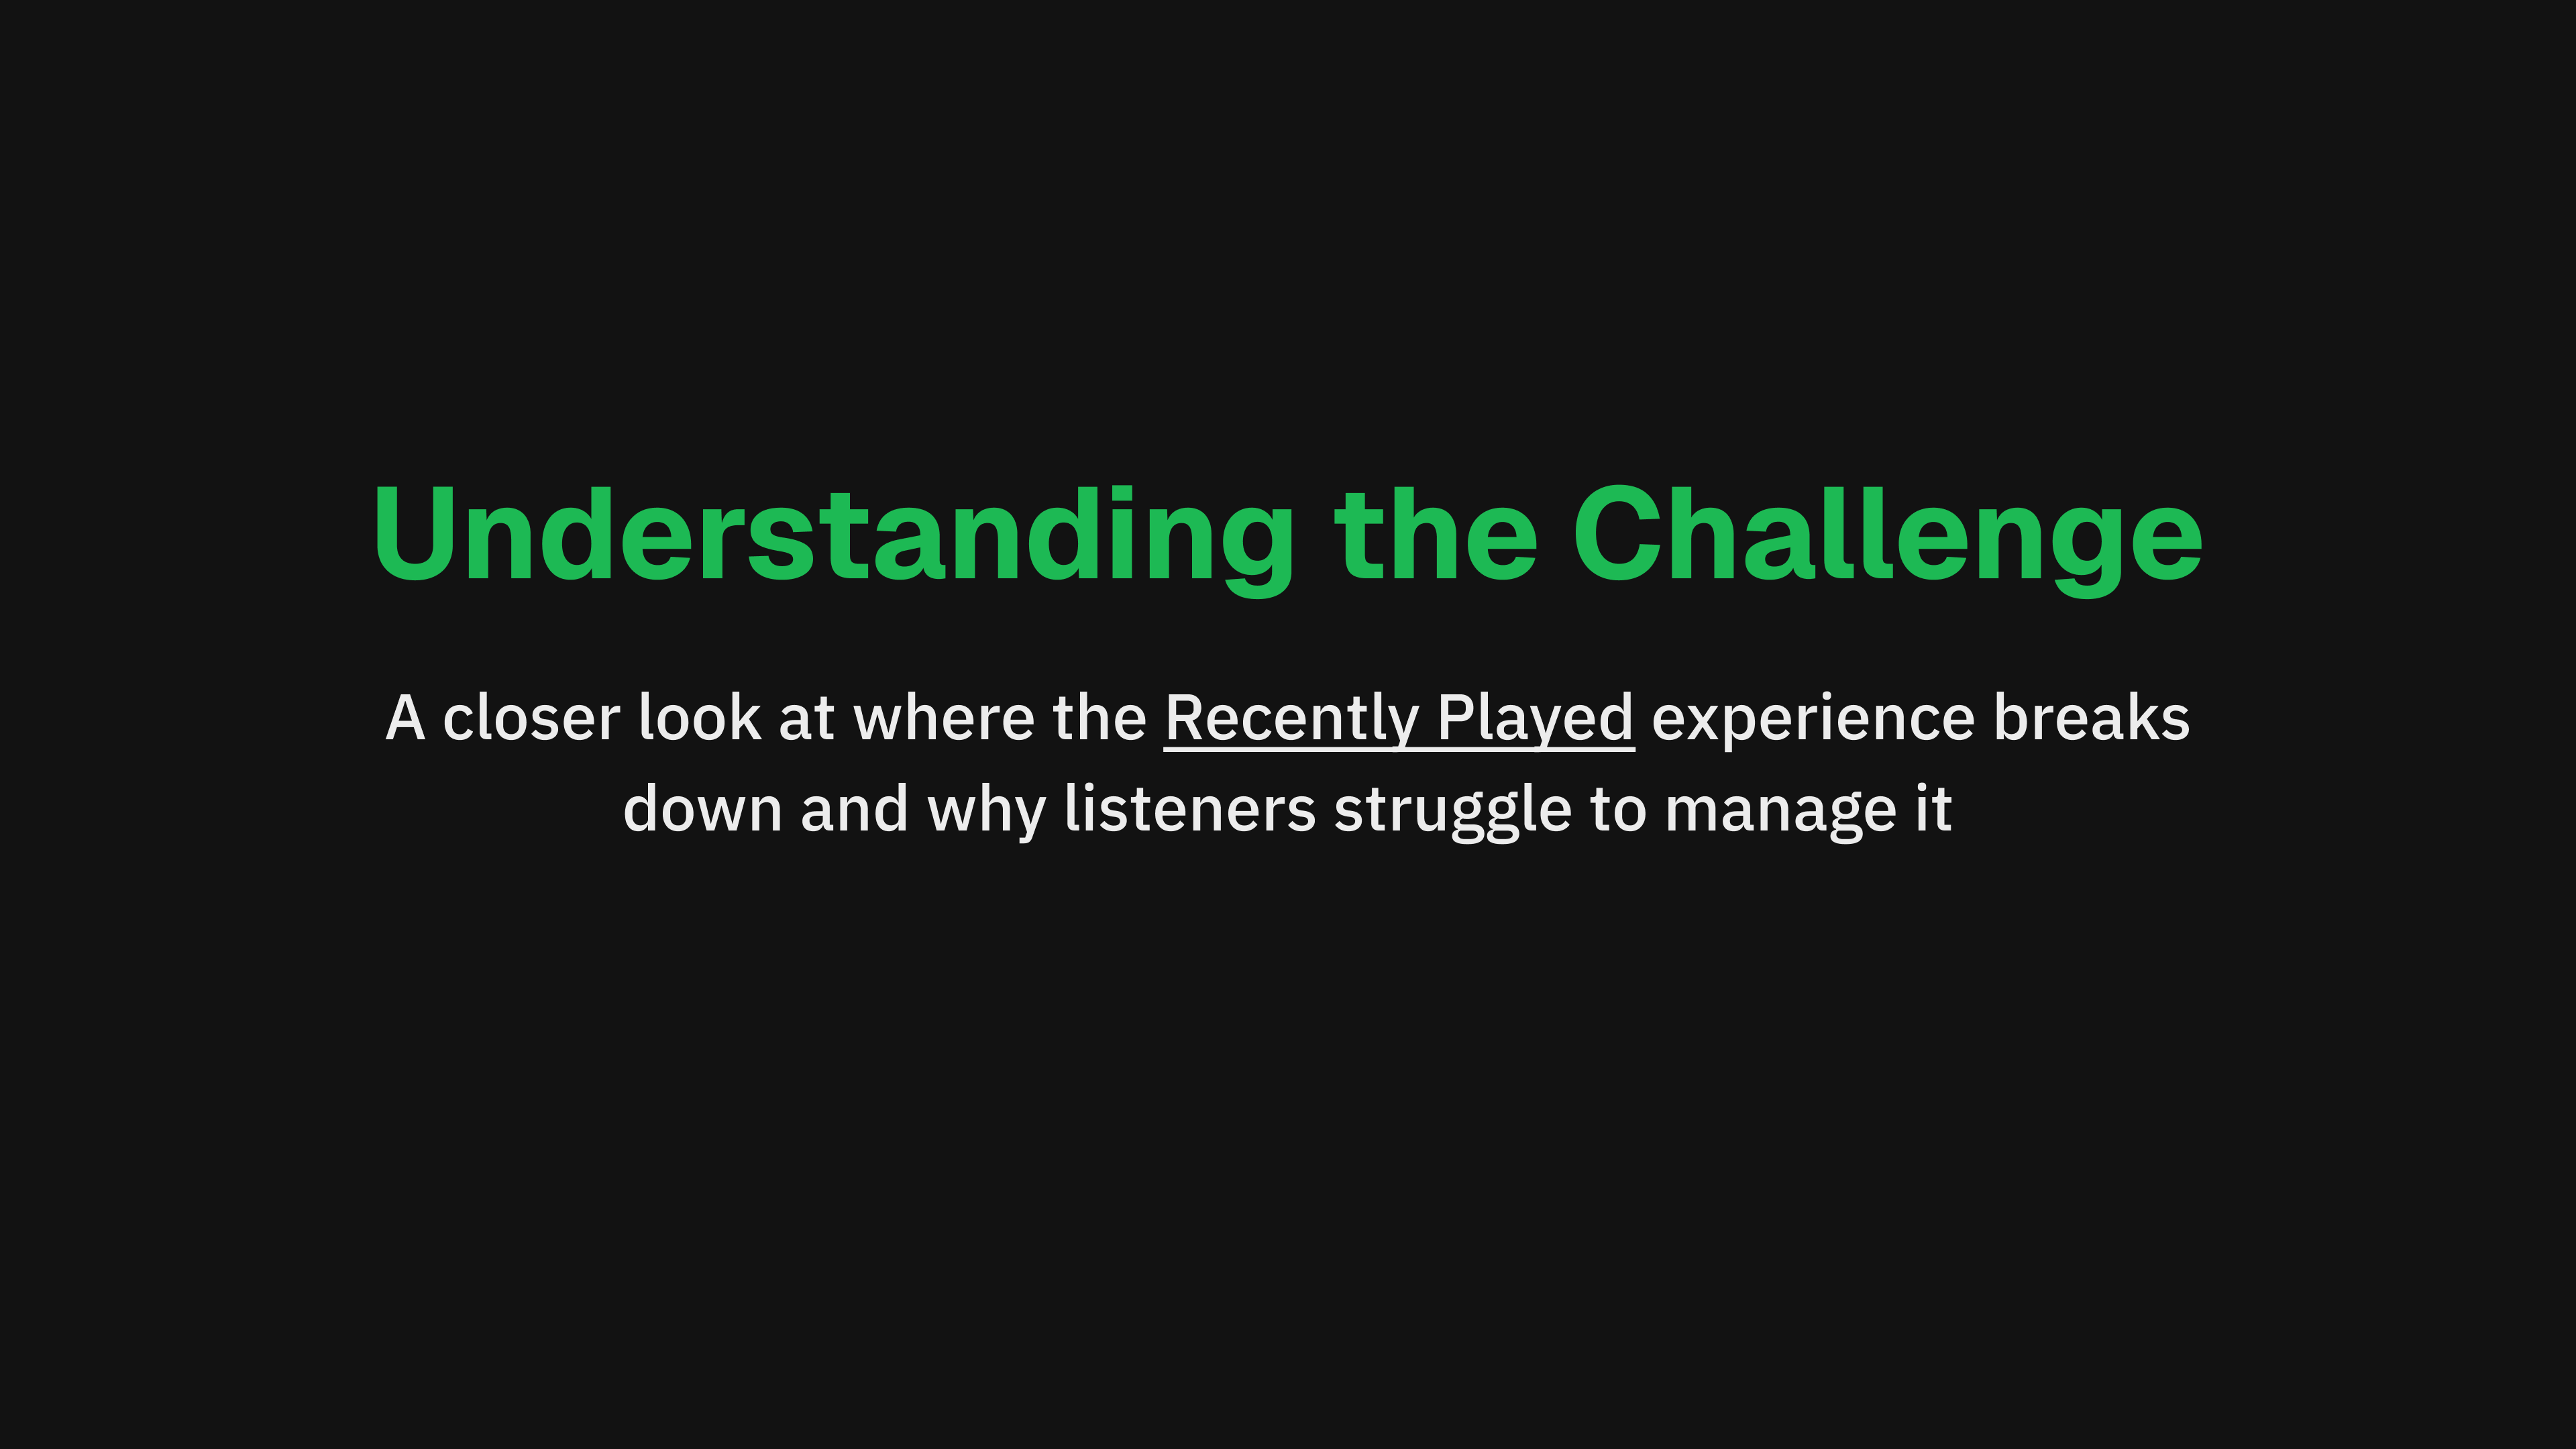 Understanding the Challenge
A closer look at where the Recently Played experience breaks
down and why listeners struggle to manage it